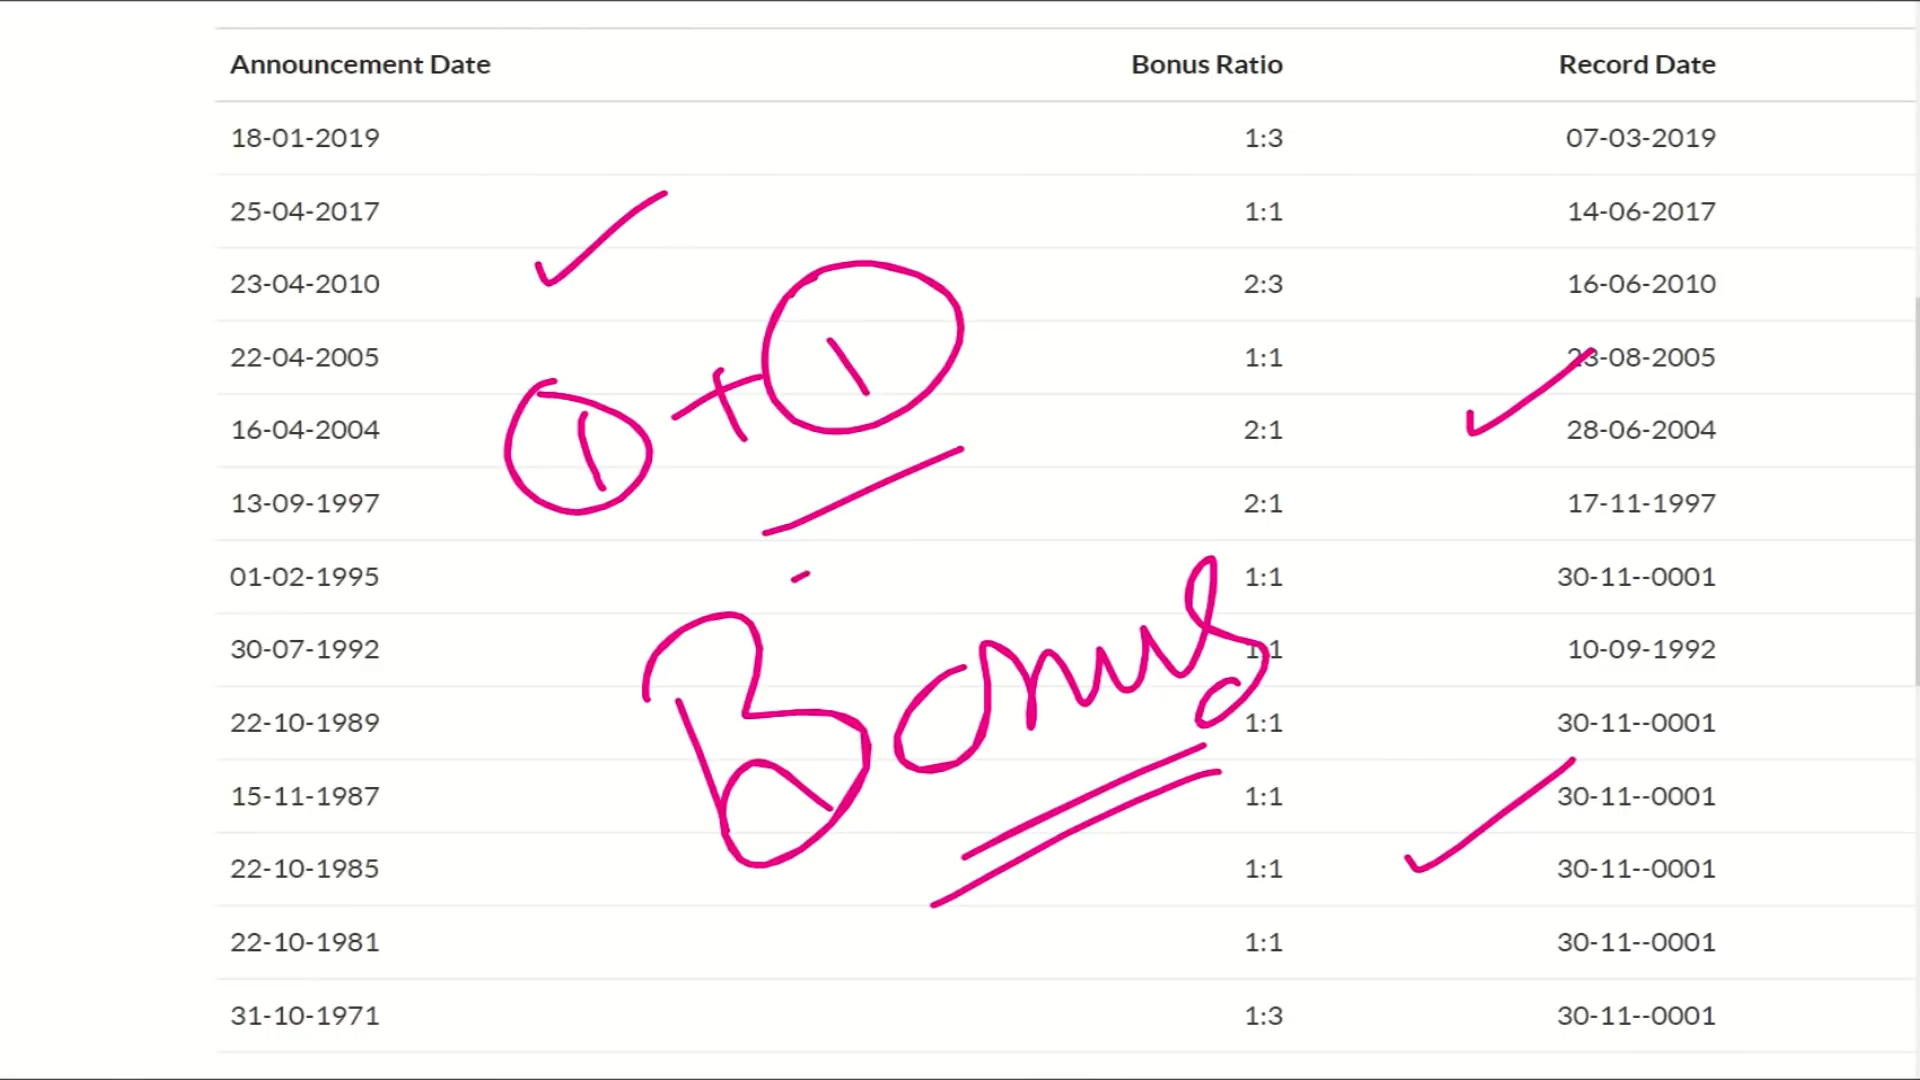 Announcement Date Bonus Ratio Record Date
18-01-2019 1:3 07-03-2019
25-04-2017 1:1 14-06-2017
23-04-2010 2:3 16-06-2010
22-04-2005 1:1 23-08-2005
1 + 1
16-04-2004 2:1 28-06-2004
13-09-1997 2:1 17-11-1997
01-02-1995 1:1 30-11--0001
30-07-1992 1:1 10-09-1992
Bonus
22-10-1989 1:1 30-11--0001
15-11-1987 1:1 30-11--0001
22-10-1985 1:1 30-11--0001
22-10-1981 1:1 30-11--0001
31-10-1971 1:3 30-11--0001